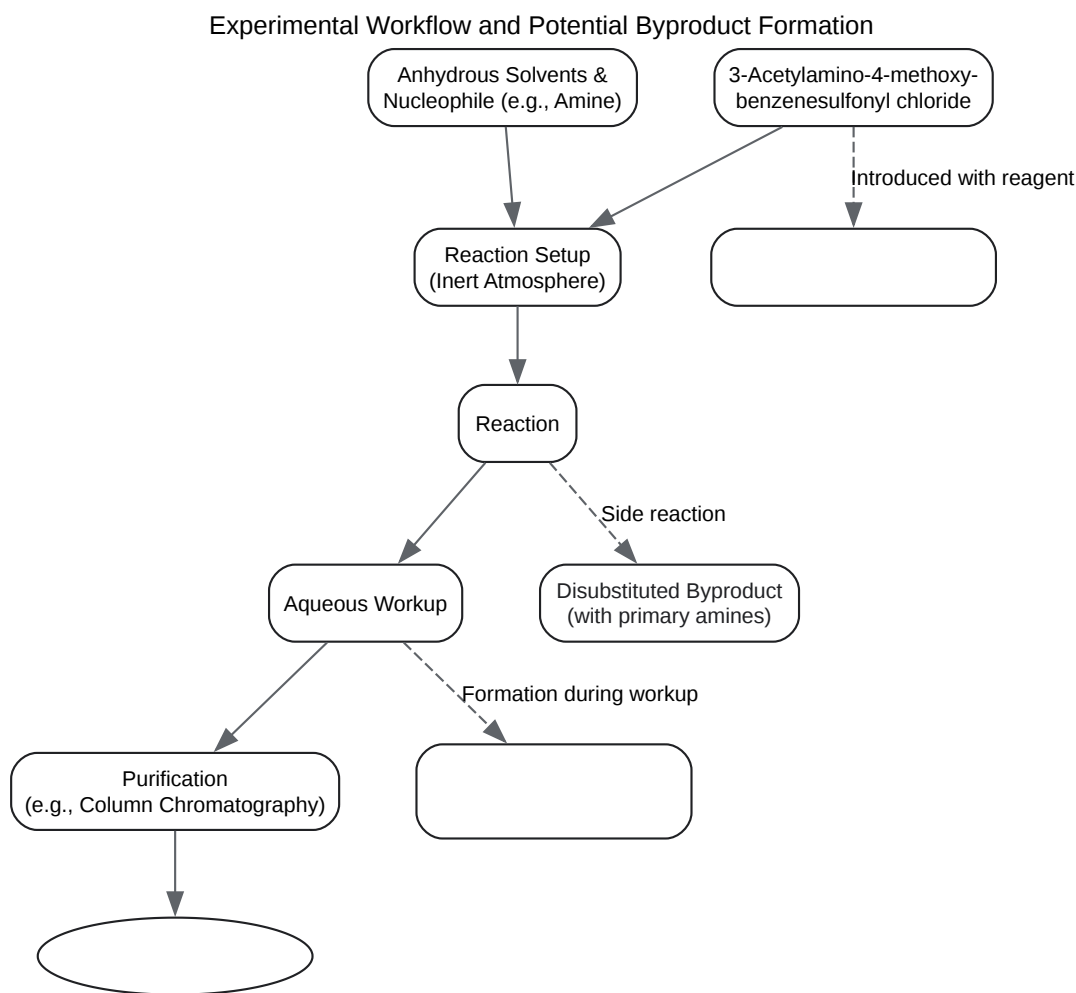 Experimental Workflow and Potential Byproduct Formation
Anhydrous Solvents &
Nucleophile (e.g., Amine)
3-Acetylamino-4-methoxy-
benzenesulfonyl chloride
Introduced with reagent
Reaction Setup
(Inert Atmosphere)
Reaction
Side reaction
Aqueous Workup
Disubstituted Byproduct
(with primary amines)
Formation during workup
Purification
(e.g., Column Chromatography)